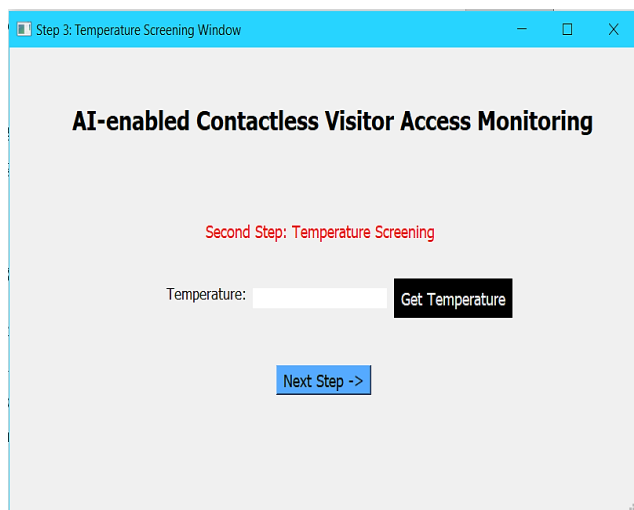 Step 3: Temperature Screening Window
AI-enabled Contactless Visitor Access Monitoring
Second Step: Temperature Screening
Temperature:
Get Temperature
Next Step ->